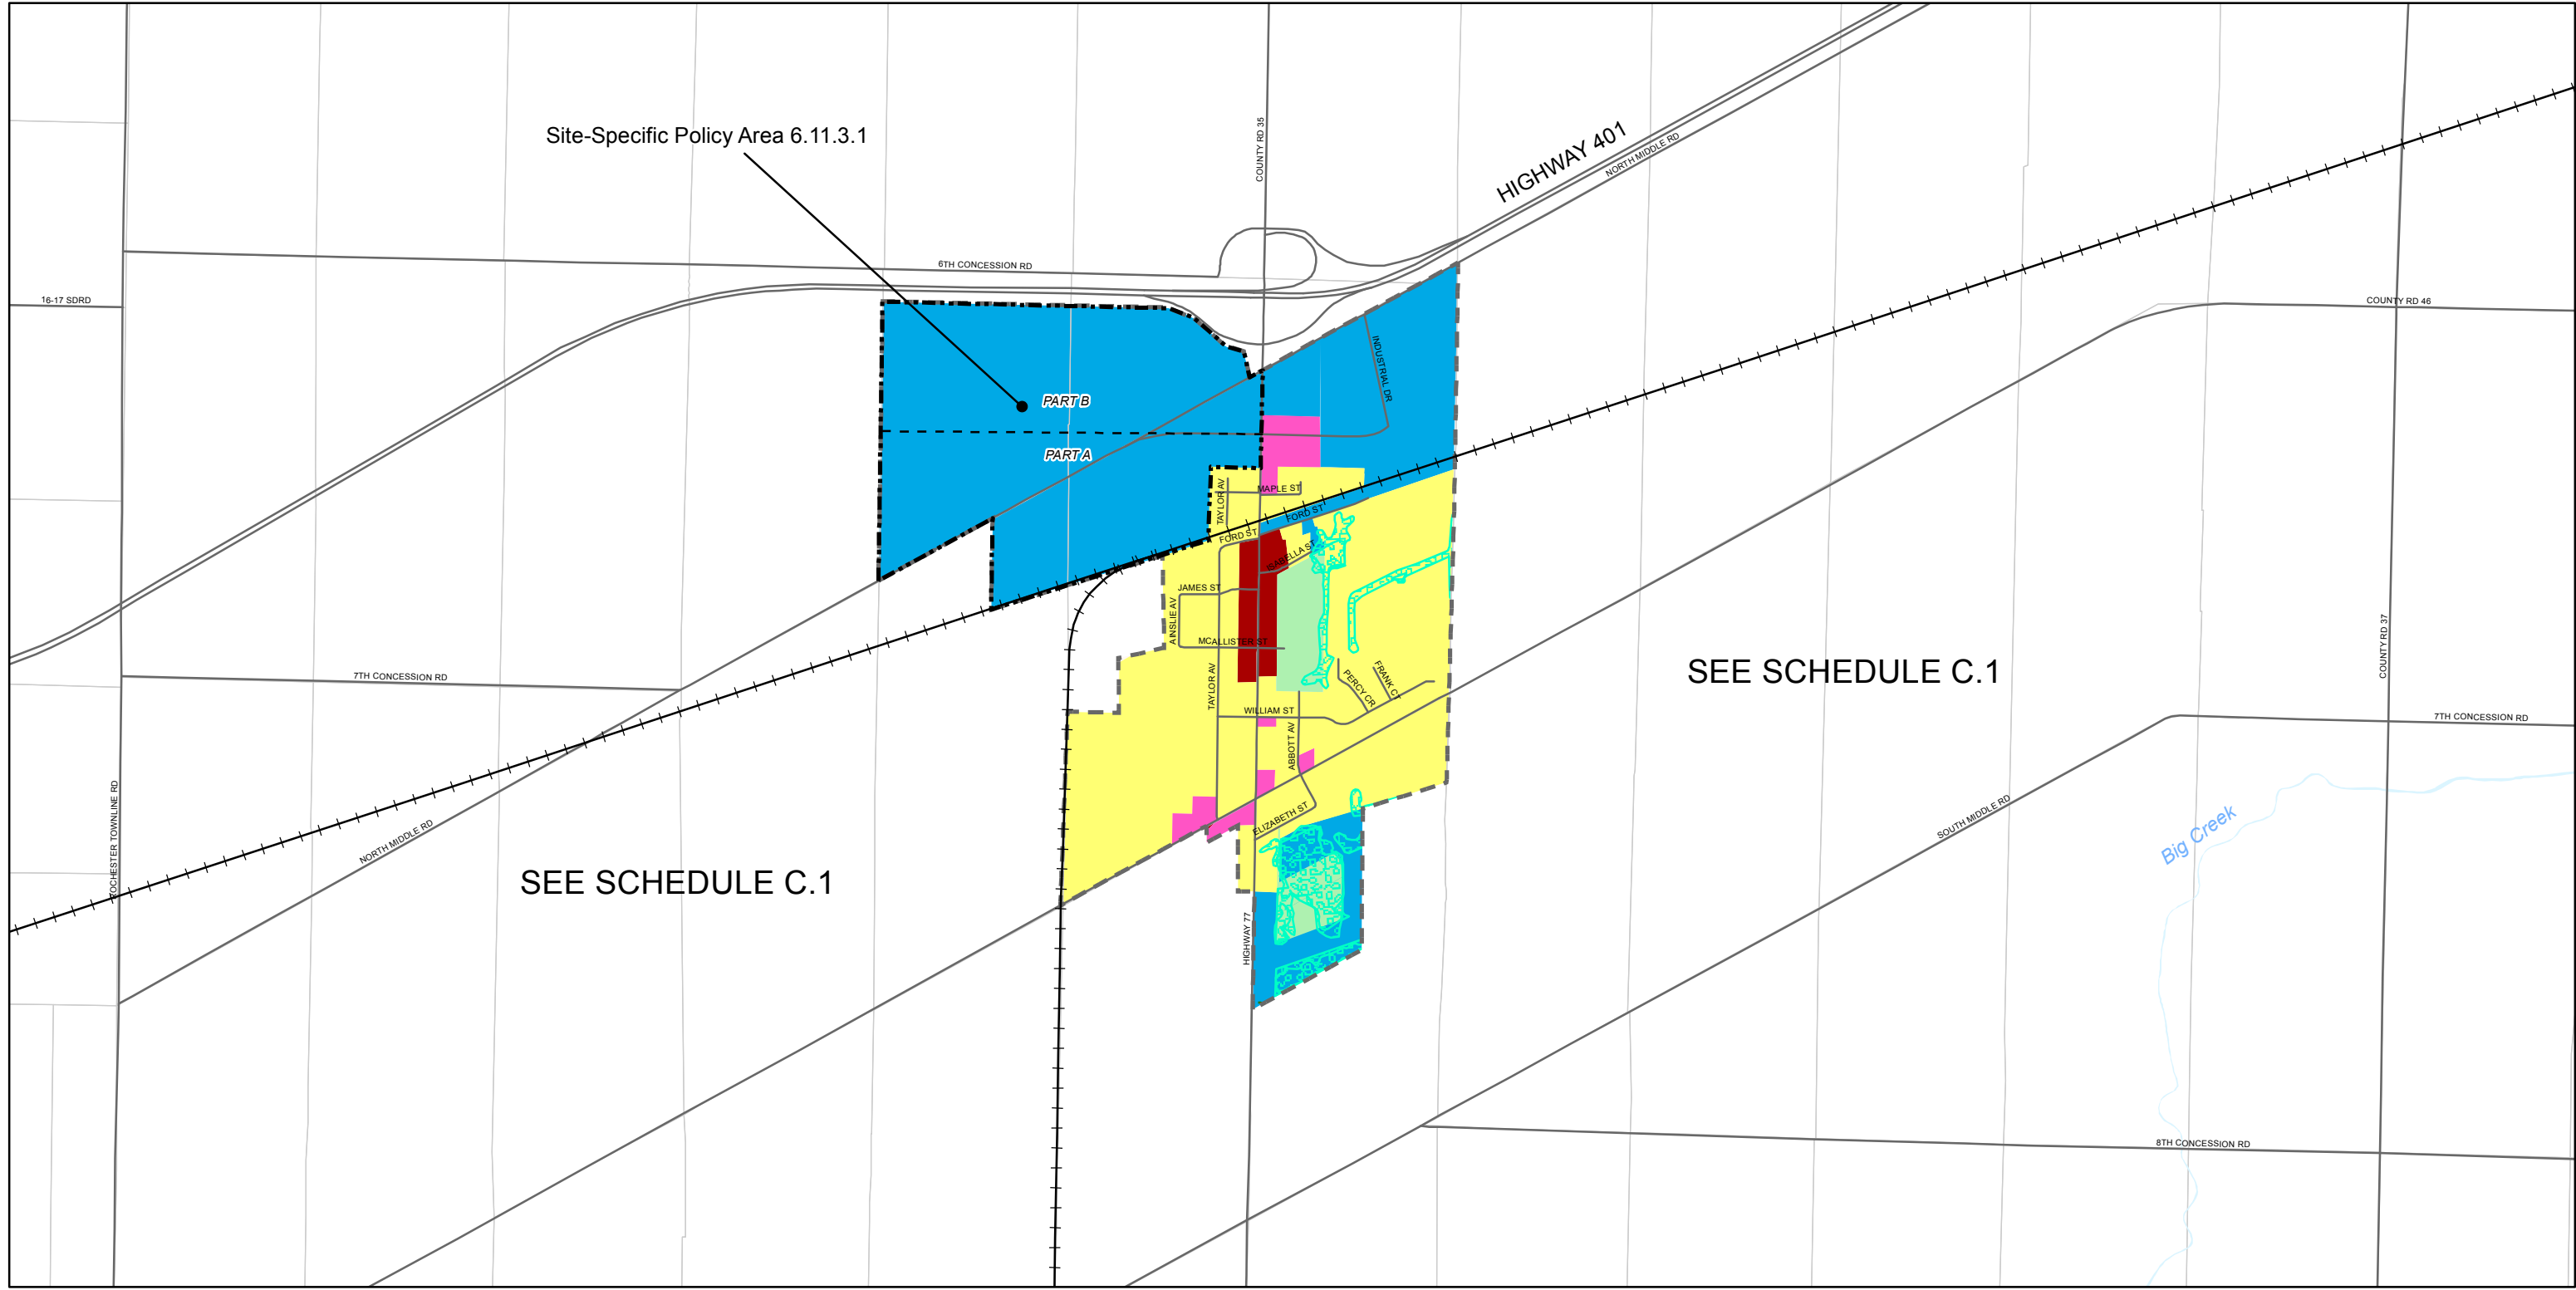 Site-Specific Policy Area 6.11.3.1
COUNTY RD 35
HIGHWAY 401
NORTH MIDDLE RD
6TH CONCESSION RD
16-17 SDRD
COUNTY RD 46
INDUSTRIAL DR
PART B
PART A
TAYLOR AV
MAPLE ST
FORD ST
FORD ST
ISABELLA ST
JAMES ST
AINSLIE AV
MCALLISTER ST
TAYLOR AV
FRANK CT
PERCY CR
WILLIAM ST
ABBOTT AV
ELIZABETH ST
HIGHWAY 77
7TH CONCESSION RD
SEE SCHEDULE C.1
COUNTY RD 37
7TH CONCESSION RD
ROCHESTER TOWNLINE RD
NORTH MIDDLE RD
SEE SCHEDULE C.1
SOUTH MIDDLE RD
Big Creek
8TH CONCESSION RD